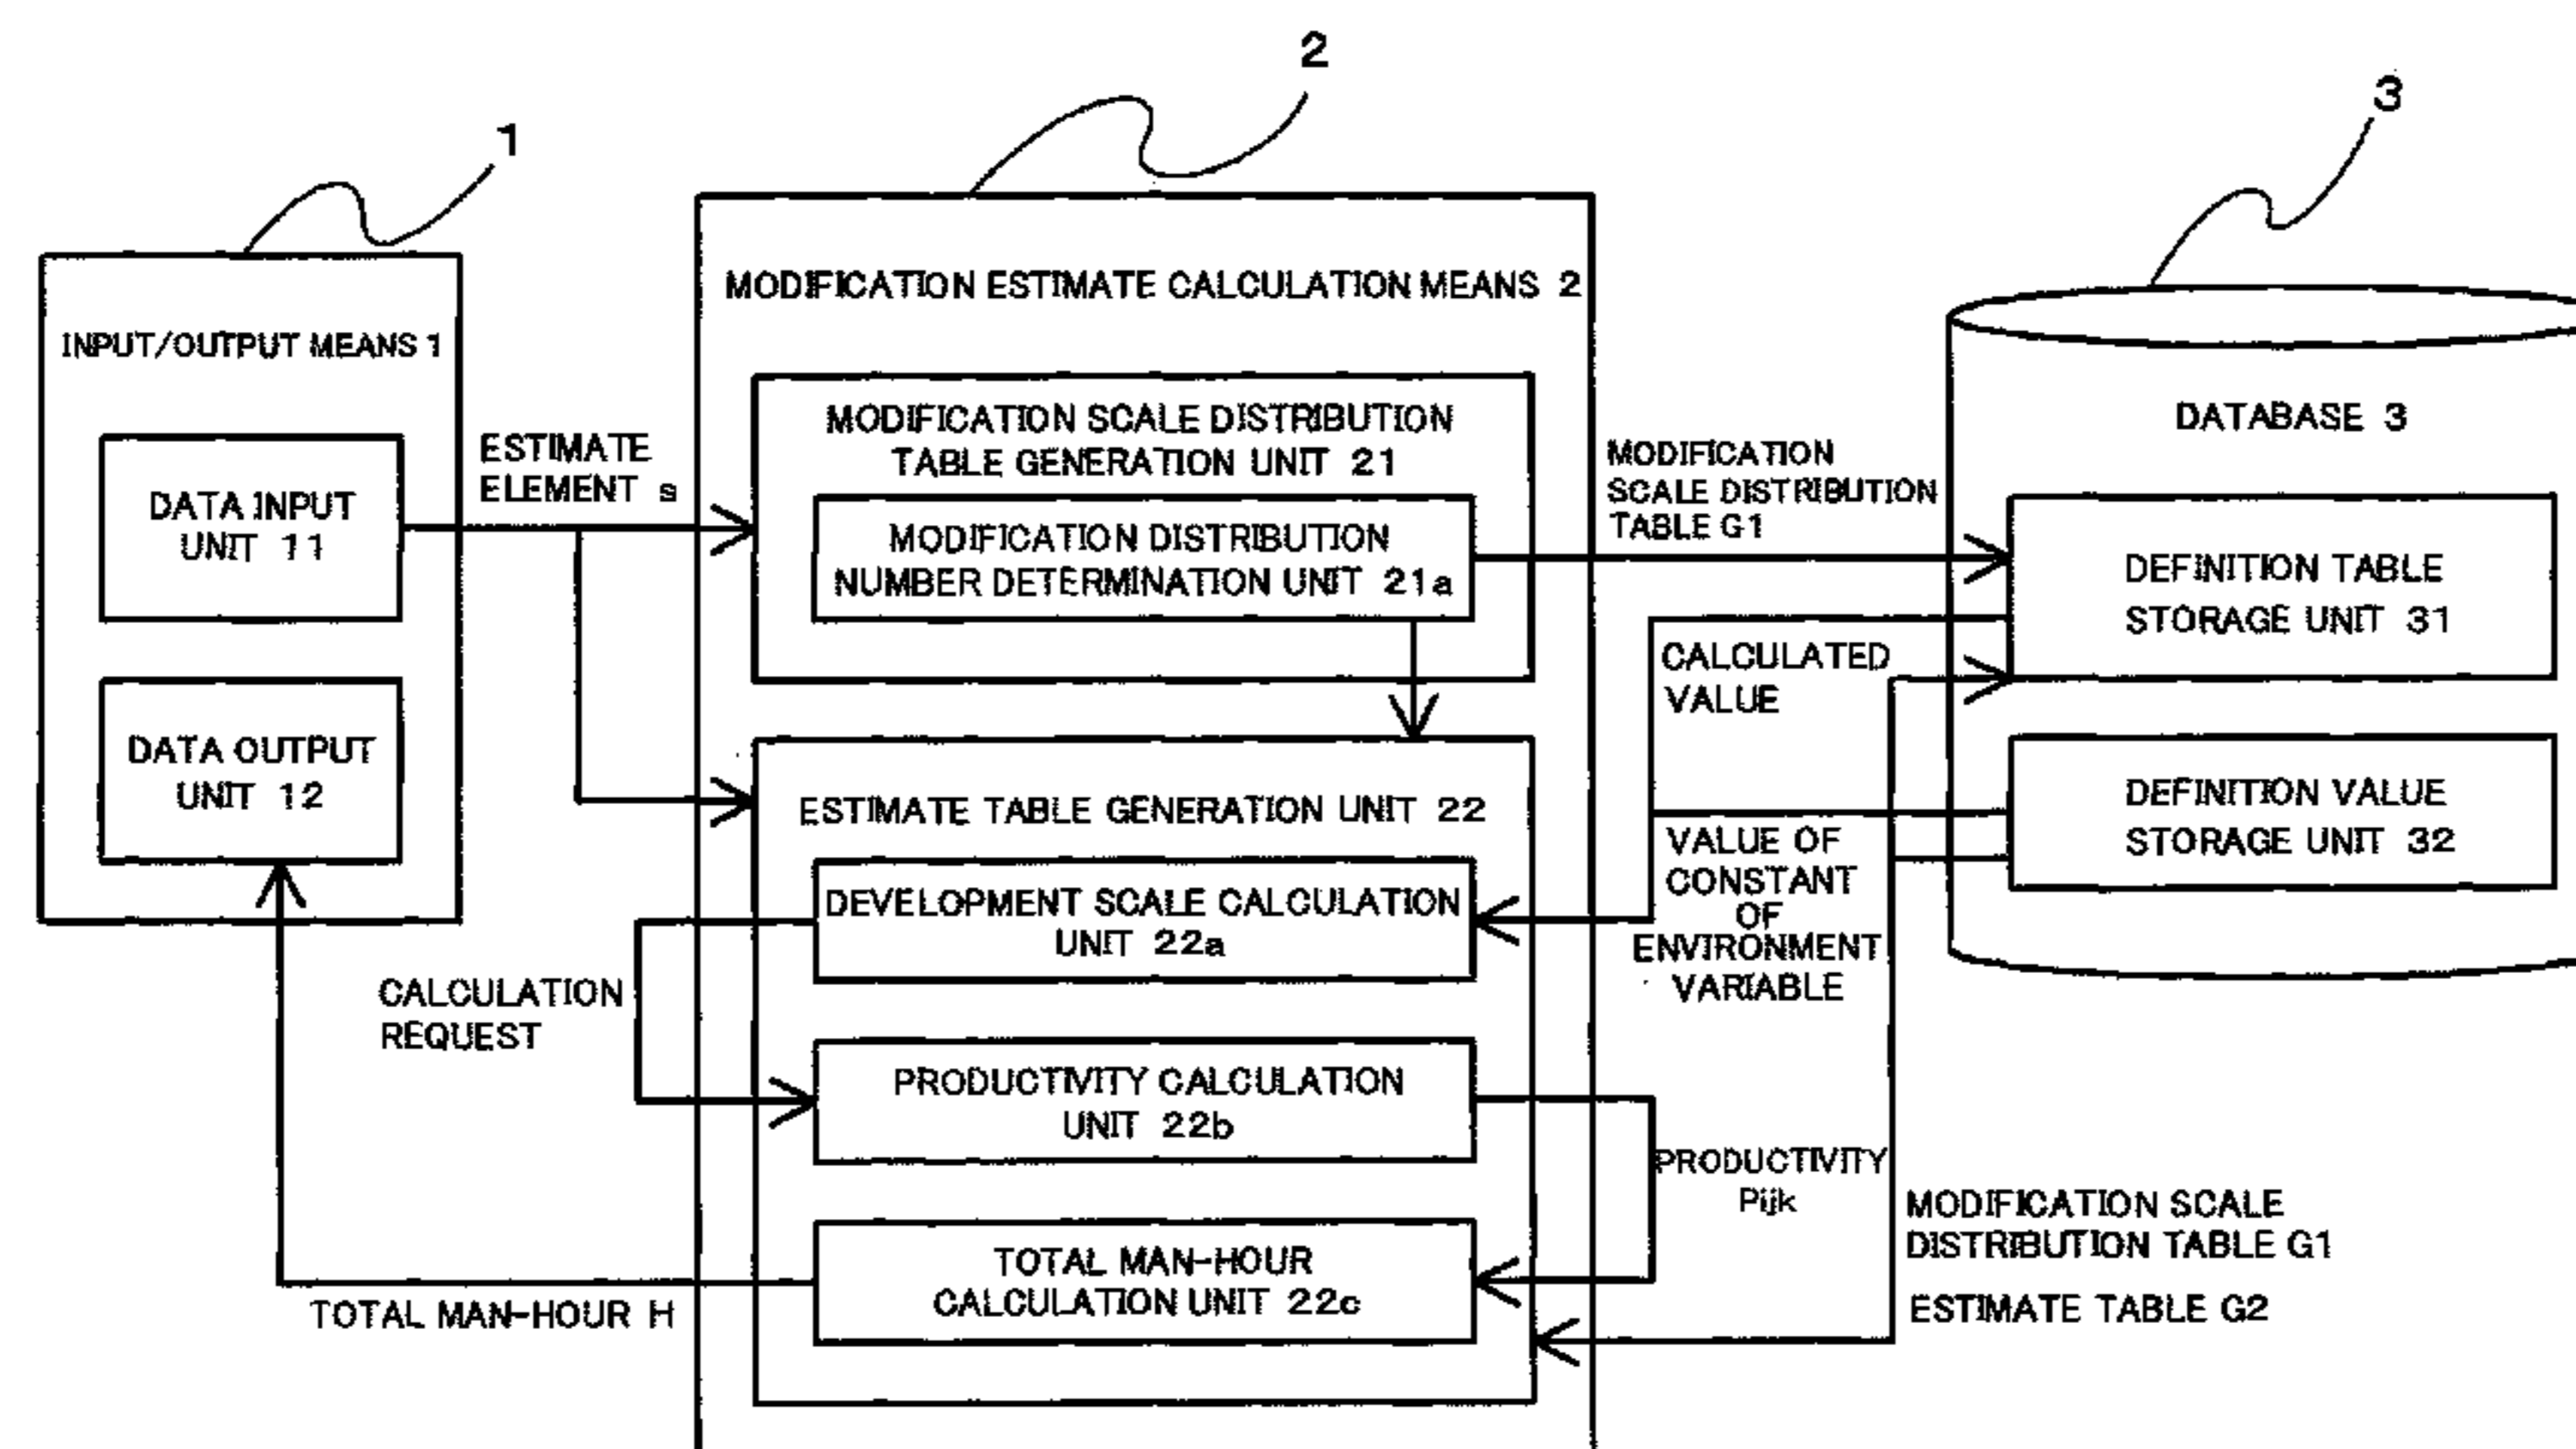 1
2
3
INPUT/OUTPUT MEANS 1
DATA INPUT
UNIT 11
DATA OUTPUT
UNIT 12
ESTIMATE
ELEMENT s
MODIFICATION ESTIMATE CALCULATION MEANS 2
MODIFICATION SCALE DISTRIBUTION
TABLE GENERATION UNIT 21
MODIFICATION DISTRIBUTION
NUMBER DETERMINATION UNIT 21a
ESTIMATE TABLE GENERATION UNIT 22
DEVELOPMENT SCALE CALCULATION
UNIT 22a
CALCULATION
REQUEST
PRODUCTIVITY CALCULATION
UNIT 22b
TOTAL MAN-HOUR
CALCULATION UNIT 22c
TOTAL MAN-HOUR H
MODIFICATION
SCALE DISTRIBUTION
TABLE G1
CALCULATED
VALUE
VALUE OF
CONSTANT
OF
ENVIRONMENT
VARIABLE
PRODUCTIVITY
Pijk
MODIFICATION SCALE
DISTRIBUTION TABLE G1
ESTIMATE TABLE G2
DATABASE 3
DEFINITION TABLE
STORAGE UNIT 31
DEFINITION VALUE
STORAGE UNIT 32